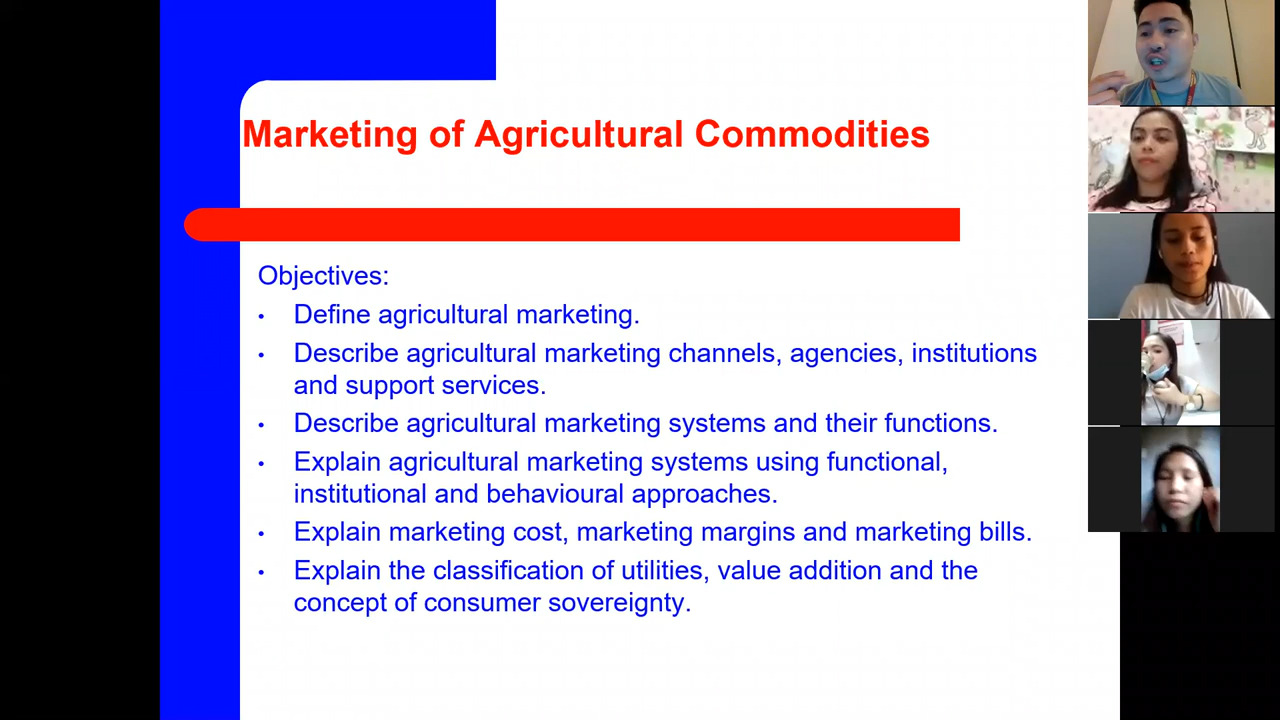 Marketing of Agricultural Commodities
Objectives:
• Define agricultural marketing.
• Describe agricultural marketing channels, agencies, institutions
and support services.
• Describe agricultural marketing systems and their functions.
• Explain agricultural marketing systems using functional,
institutional and behavioural approaches.
• Explain marketing cost, marketing margins and marketing bills.
• Explain the classification of utilities, value addition and the
concept of consumer sovereignty.